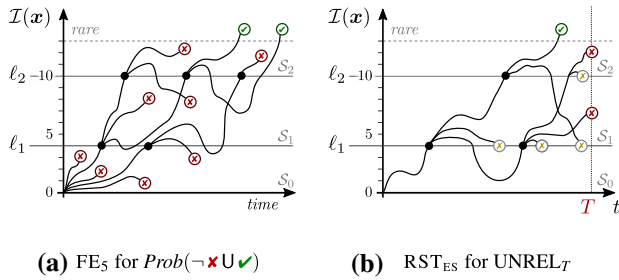 𝓘(𝒙)
rare
ℓ₂ 10 𝒮₂
5
ℓ₁ 𝒮₁
0 𝒮₀
time
(a) FE₅ for Prob(¬✘ U ✔)
𝓘(𝒙)
rare
ℓ₂ 10 𝒮₂
5
ℓ₁ 𝒮₁
0 𝒮₀
T t
(b) RST_ES for UNREL_T